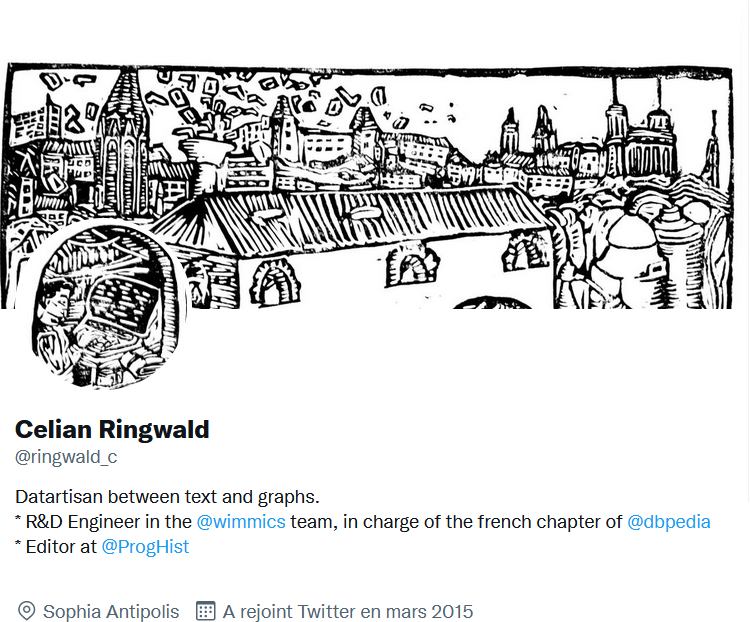 Celian Ringwald
@ringwald_c
Datartisan between text and graphs.
* R&D Engineer in the @wimmics team, in charge of the french chapter of @dbpedia
* Editor at @ProgHist
Sophia Antipolis A rejoint Twitter en mars 2015